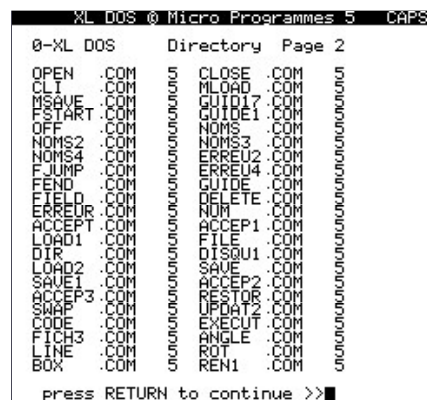 XL DOS @ Micro Programmes 5 CAPS
0-XL DOS Directory Page 2
OPEN .COM 5 CLOSE .COM 5
CLI .COM 5 MLOAD .COM 5
MSAVE .COM 5 GUID17 .COM 5
FSTART .COM 5 GUIDE1 .COM 5
OFF .COM 5 NOMS .COM 5
NOMS2 .COM 5 NOMS3 .COM 5
NOMS4 .COM 5 ERREU2 .COM 5
FJUMP .COM 5 ERREU4 .COM 5
FEND .COM 5 GUIDE .COM 5
FIELD .COM 5 DELETE .COM 5
ERREUR .COM 5 NUM .COM 5
ACCEPT .COM 5 ACCEP1 .COM 5
LOAD1 .COM 5 FILE .COM 5
DIR .COM 5 DISQU1 .COM 5
LOAD2 .COM 5 SAVE .COM 5
SAVE1 .COM 5 ACCEP2 .COM 5
ACCEP3 .COM 5 RESTOR .COM 5
SWAP .COM 5 UPDAT2 .COM 5
CODE .COM 5 EXECUT .COM 5
FICH3 .COM 5 ANGLE .COM 5
LINE .COM 5 ROT .COM 5
BOX .COM 5 REN1 .COM 5
press RETURN to continue >>